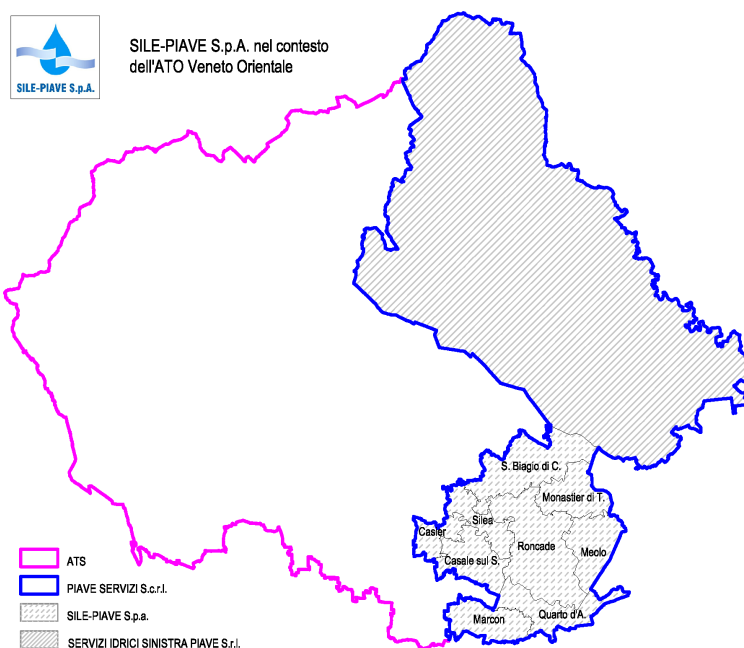 SILE-PIAVE S.p.A.
SILE-PIAVE S.p.A. nel contesto
dell'ATO Veneto Orientale
S. Biagio di C.
Monastier di T.
Silea
Casier
Roncade
Meolo
Casale sul S.
Marcon
Quarto d'A.
ATS
PIAVE SERVIZI S.c.r.l.
SILE-PIAVE S.p.a.
SERVIZI IDRICI SINISTRA PIAVE S.r.l.